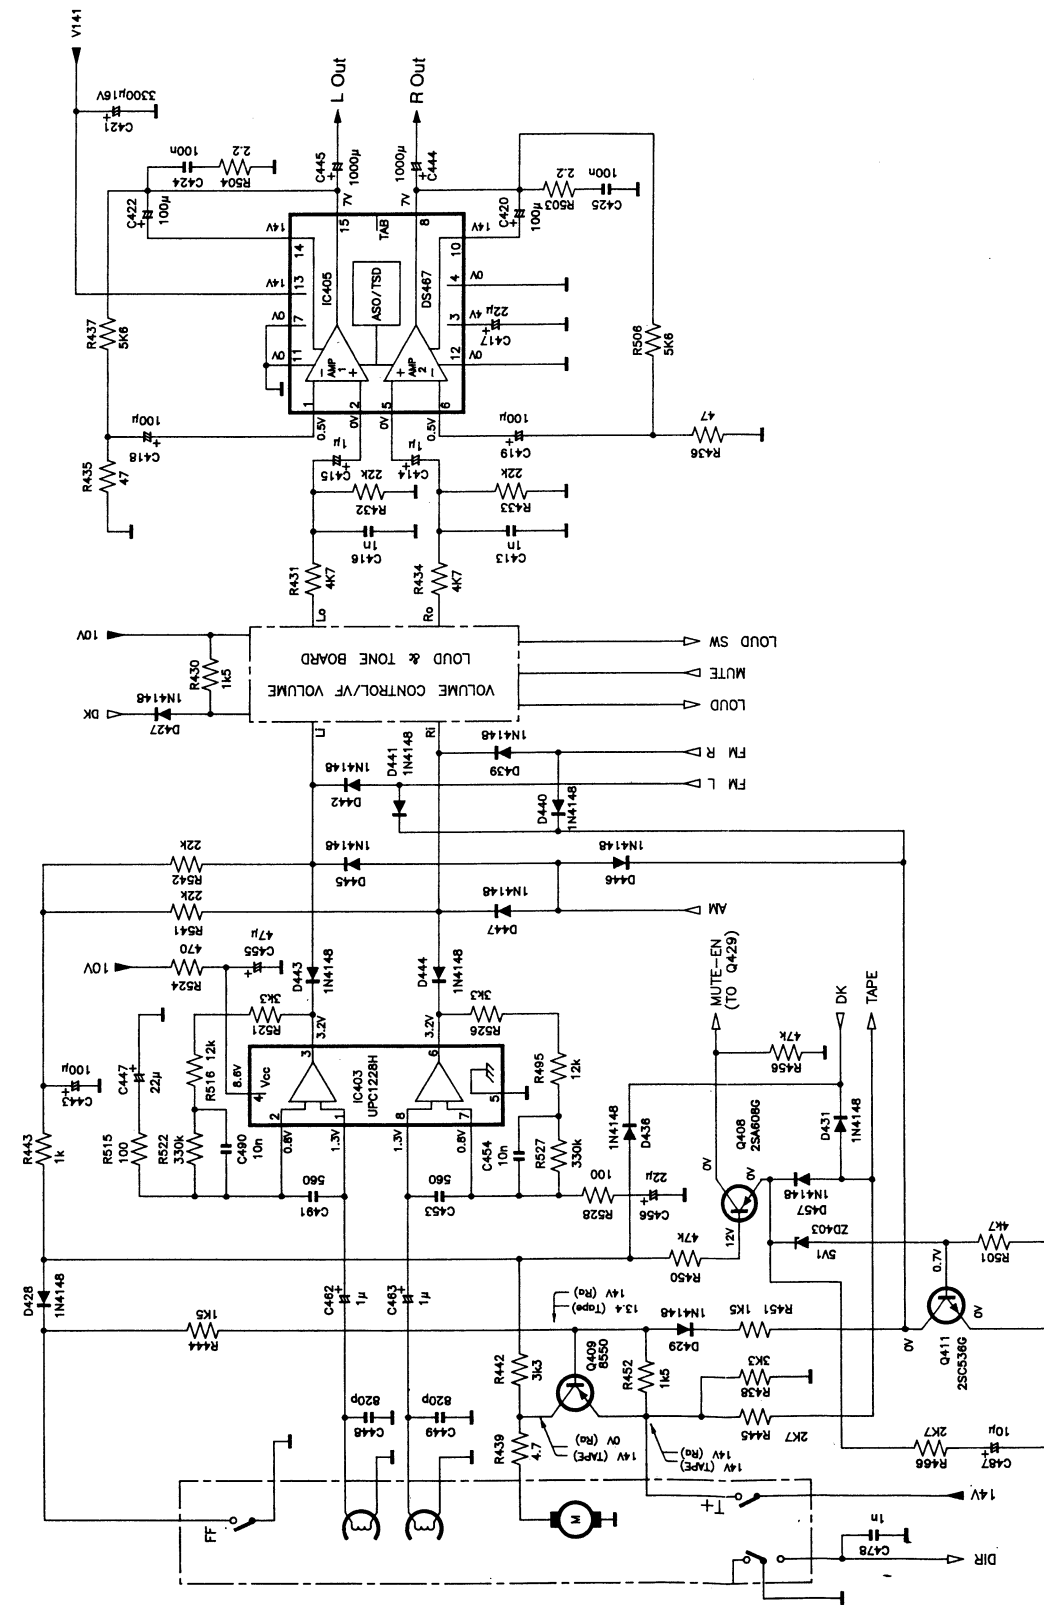 V141
3300µ16V
C421
100n
C424
2.2
R504
C422
100µ
R437
5K6
100µ
C418
R435
47
L Out
R Out
C445
1000µ
7V
1000µ
C444
7V
14V
14
15
TAB
8
14V
10
13
14V
IC405
ASO/TSD
DS467
4
0V
7
0V
11
0V
AMP
1
AMP
2
3
4V
22µ
C417
12
0V
1
2
5
6
0.5V
0V
0V
0.5V
C420
100µ
2.2
R503
100n
C425
R506
5K6
100µ
C419
47
R436
1µ
C415
1µ
C414
22k
R432
22k
R433
1n
C416
1n
C413
R431
4K7
R434
4K7
Lo
Ro
10V
R430
1k5
DK
1N4148
D427
VOLUME CONTROL/VF VOLUME
LOUD & TONE BOARD
LOUD SW
MUTE
LOUD
Li
Ri
1N4148
D442
D441
1N4148
1N4148
D439
D440
1N4148
FM R
FM L
22k
R542
22k
R541
1N4148
D445
1N4148
D446
1N4148
D447
AM
10V
470
R524
47µ
C455
D443
1N4148
D444
1N4148
3k3
R521
3.2V
3.2V
3k3
R526
100µ
C443
C447
22µ
R516 12k
8.6V
4
Vcc
3
6
IC403
UPC1228H
5
2
1
8
7
0.6V
1.3V
1.3V
0.6V
R495
12k
R443
1k
R515
100
R522
330k
C490
10n
C454
10n
R527
330k
560
C491
560
C453
100
R528
22µ
C456
1N4148
D436
MUTE-EN
(TO Q429)
DK
TAPE
47k
R456
Q408
2SA608G
0V
0V
12V
D431
1N4148
1N4148
D457
ZD403
5V1
47k
R450
4k7
R501
0.7V
0V
0V
Q411
2SC536G
D428
1N4148
1K5
R444
C462
1µ
C463
1µ
14V (Ra)
13.4 (Tape)
Q409
8550
1N4148
D429
R451 1K5
R442
3k3
R452
1k5
3K3
R438
R445
2K7
2K7
R466
10µ
C487
820p
C448
820p
C449
R439
4.7
0V (Ra)
14V (TAPE)
14V (Ra)
14V (TAPE)
FF
M
T+
14V
1n
C478
DIR